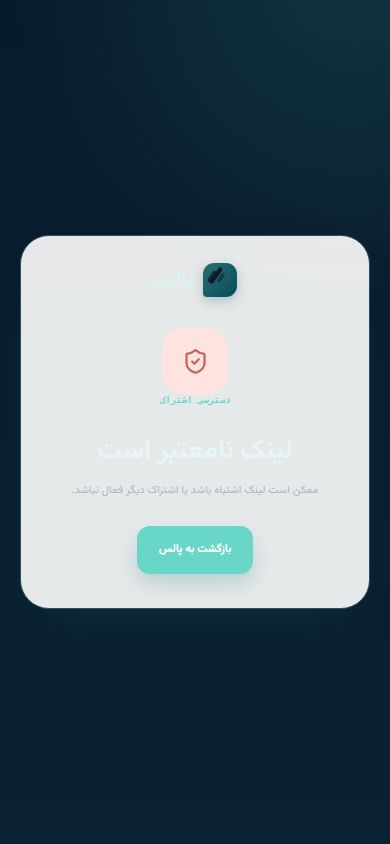 پالس
دسترسی اشتراک
لینک نامعتبر است
ممکن است لینک اشتباه باشد یا اشتراک دیگر فعال نباشد.
بازگشت به پالس